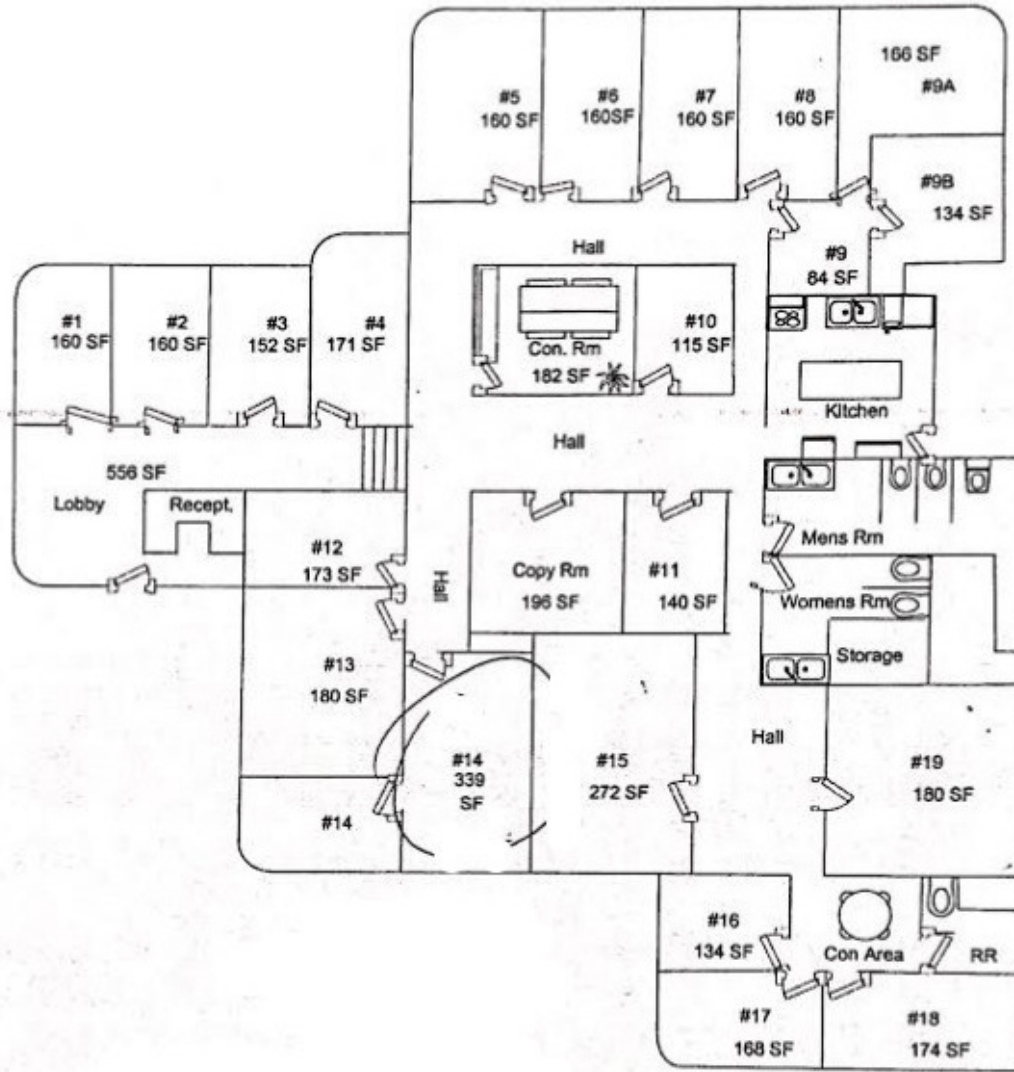 166 SF
#9A
#5
160 SF
#6
160SF
#7
160 SF
#8
160 SF
#9B
134 SF
Hall
#9
84 SF
#1
160 SF
#2
160 SF
#3
152 SF
#4
171 SF
Con. Rm
182 SF
#10
115 SF
Kitchen
Hall
556 SF
Lobby
Recept.
#12
173 SF
Hall
Copy Rm
196 SF
#11
140 SF
Mens Rm
Womens Rm
Storage
#13
180 SF
#14
339
SF
#15
272 SF
Hall
#19
180 SF
#14
#16
134 SF
Con Area
RR
#17
168 SF
#18
174 SF